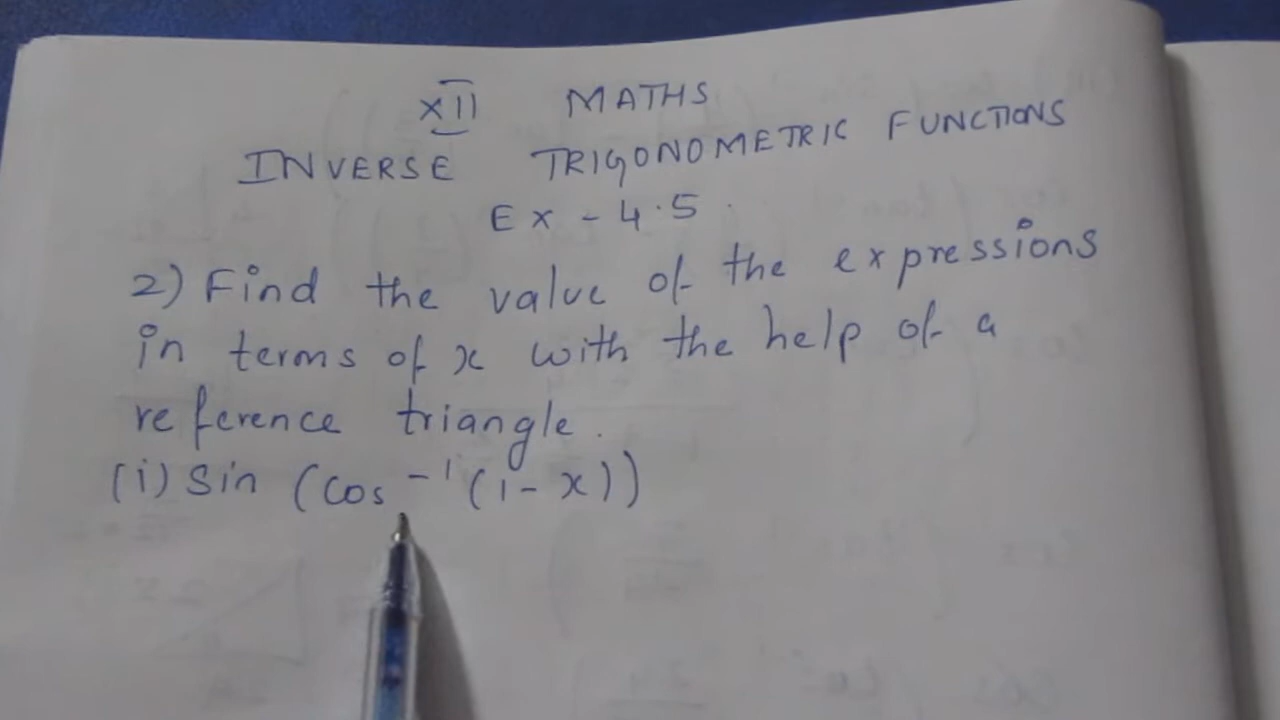 XII MATHS
INVERSE TRIGONOMETRIC FUNCTIONS
Ex - 4.5.
2) Find the value of the expressions
in terms of x with the help of a
reference triangle.
(i) Sin (Cos⁻¹(1-x))